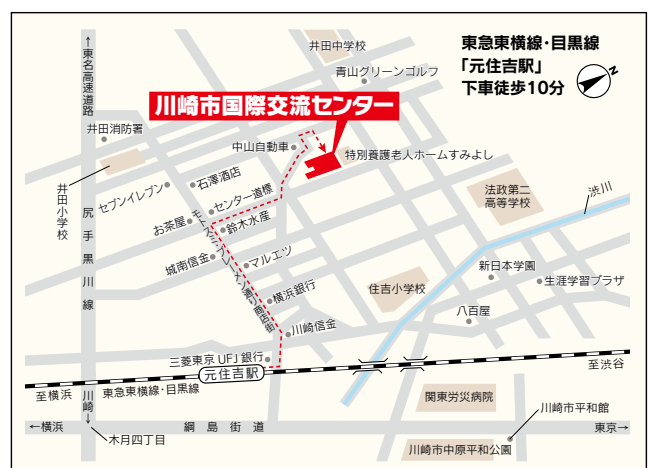 東急東横線・目黒線
「元住吉駅」
下車徒歩10分
N
井田中学校
青山グリーンゴルフ
←東名高速道路
川崎市国際交流センター
井田消防署
中山自動車
特別養護老人ホームすみよし
石澤酒店
井田小学校
セブンイレブン
センター道標
法政第二
高等学校
渋川
お茶屋
鈴木水産
尻手黒川線
モトスミ・ブレーメン通り商店街
城南信金
マルエツ
新日本学園
生涯学習プラザ
住吉小学校
横浜銀行
八百屋
川崎信金
三菱東京UFJ銀行
至渋谷
元住吉駅
至横浜
東急東横線・目黒線
川崎→
関東労災病院
川崎市平和館
←横浜
綱島街道
東京→
木月四丁目
川崎市中原平和公園